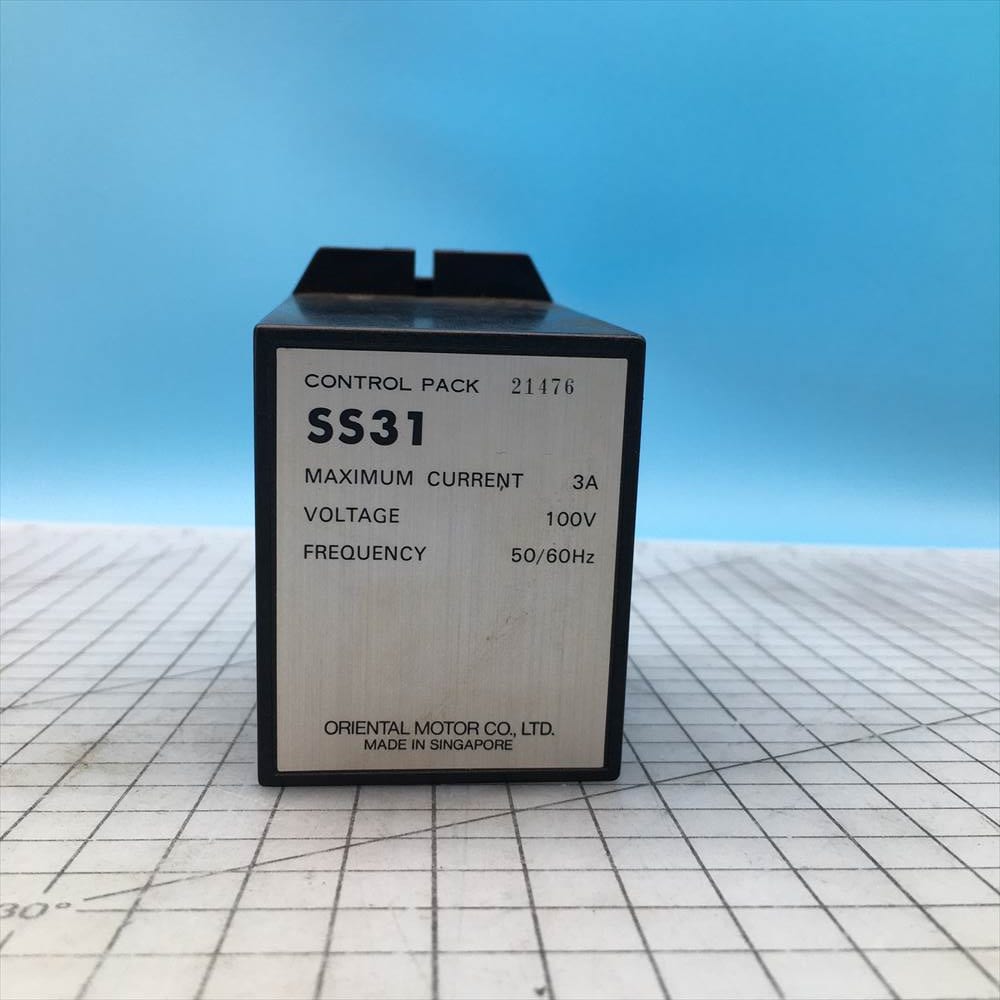 CONTROL PACK 21476
SS31
MAXIMUM CURRENT 3A
VOLTAGE 100V
FREQUENCY 50/60Hz
ORIENTAL MOTOR CO., LTD.
MADE IN SINGAPORE
30°